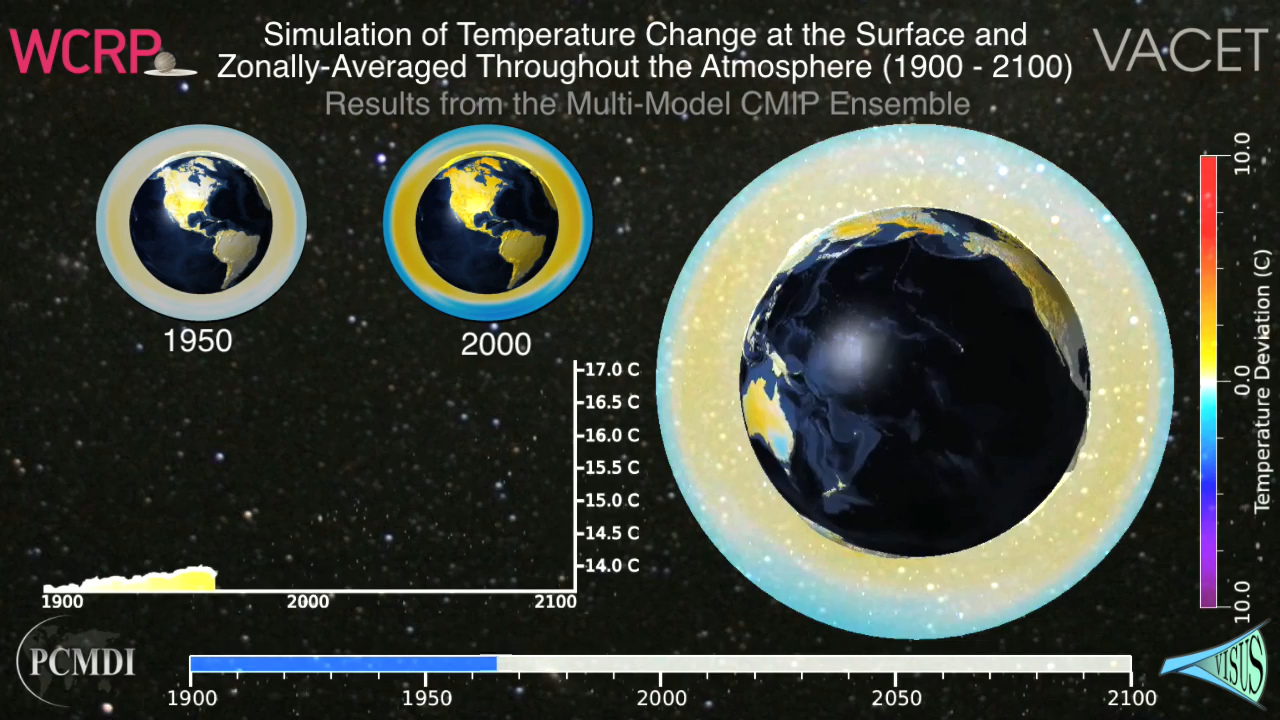 WCRP
Simulation of Temperature Change at the Surface and
Zonally-Averaged Throughout the Atmosphere (1900 - 2100)
VACET
Results from the Multi-Model CMIP Ensemble
1950
2000
17.0 C
16.5 C
16.0 C
15.5 C
15.0 C
14.5 C
14.0 C
1900
2000
2100
10.0
0.0
10.0
Temperature Deviation (C)
PCMDI
1900
1950
2000
2050
2100
VISUS